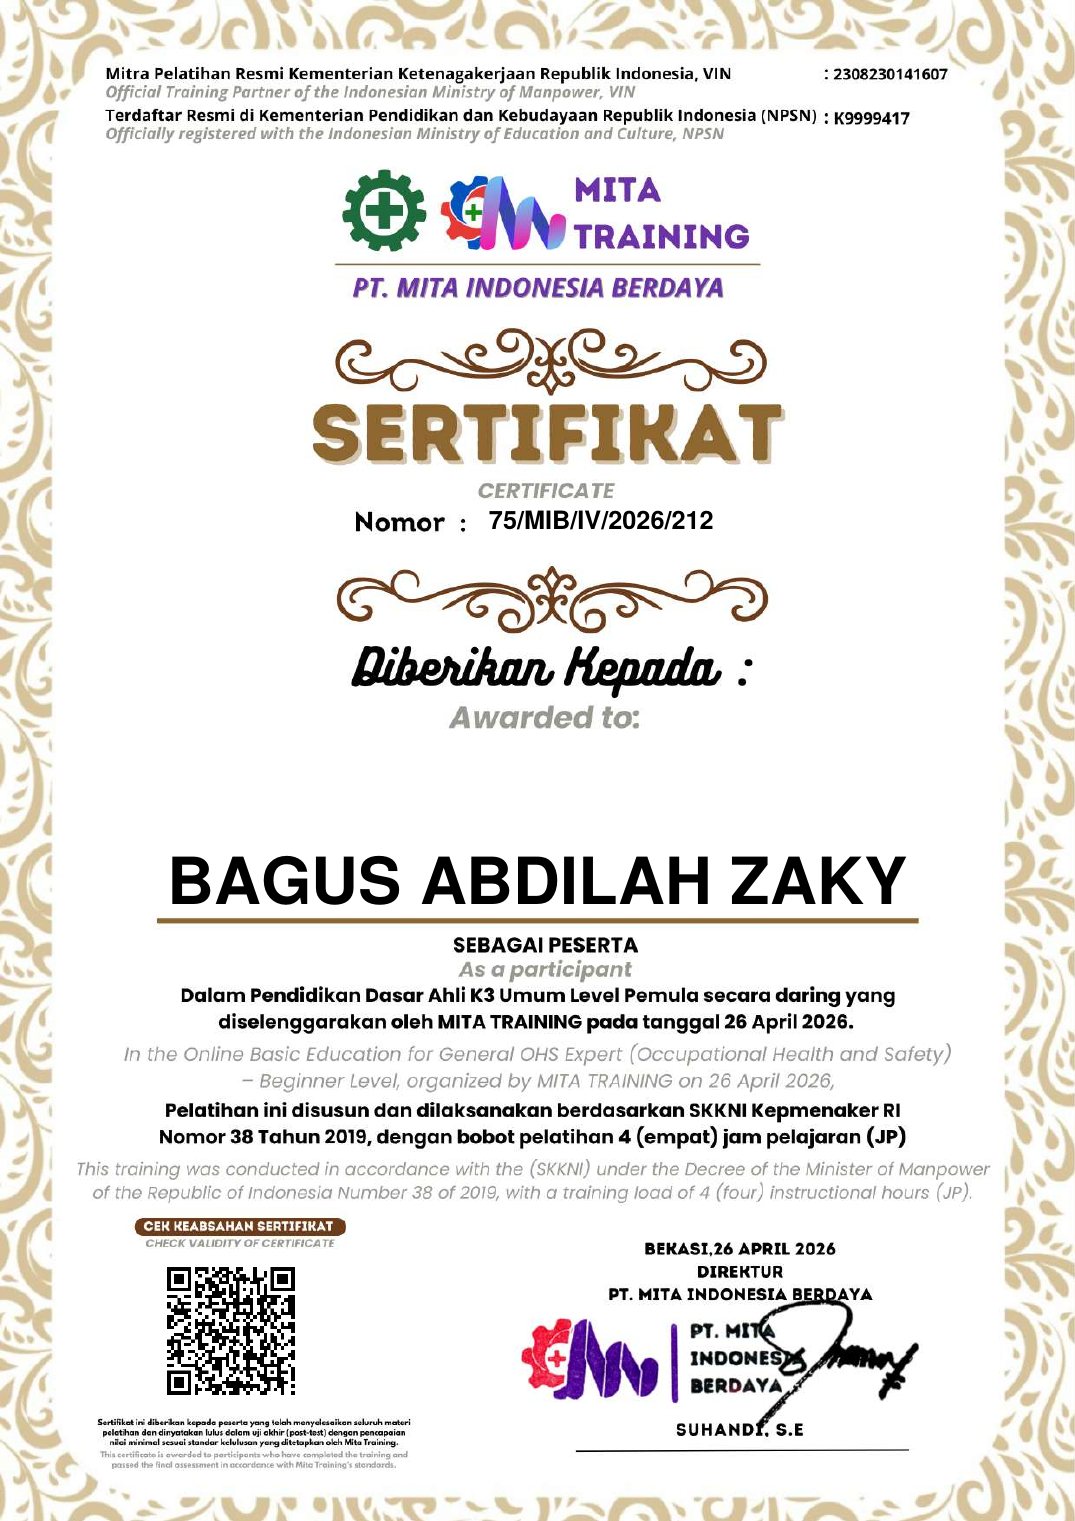 Mitra Pelatihan Resmi Kementerian Ketenagakerjaan Republik Indonesia, VIN : 2308230141607
Official Training Partner of the Indonesian Ministry of Manpower, VIN
Terdaftar Resmi di Kementerian Pendidikan dan Kebudayaan Republik Indonesia (NPSN) : K9999417
Officially registered with the Indonesian Ministry of Education and Culture, NPSN
MITA
TRAINING
PT. MITA INDONESIA BERDAYA
SERTIFIKAT
CERTIFICATE
Nomor : 75/MIB/IV/2026/212
Diberikan Kepada :
Awarded to:
BAGUS ABDILAH ZAKY
SEBAGAI PESERTA
As a participant
Dalam Pendidikan Dasar Ahli K3 Umum Level Pemula secara daring yang
diselenggarakan oleh MITA TRAINING pada tanggal 26 April 2026.
In the Online Basic Education for General OHS Expert (Occupational Health and Safety)
– Beginner Level, organized by MITA TRAINING on 26 April 2026,
Pelatihan ini disusun dan dilaksanakan berdasarkan SKKNI Kepmenaker RI
Nomor 38 Tahun 2019, dengan bobot pelatihan 4 (empat) jam pelajaran (JP)
This training was conducted in accordance with the (SKKNI) under the Decree of the Minister of Manpower
of the Republic of Indonesia Number 38 of 2019, with a training load of 4 (four) instructional hours (JP).
CEK KEABSAHAN SERTIFIKAT
CHECK VALIDITY OF CERTIFICATE
BEKASI,26 APRIL 2026
DIREKTUR
PT. MITA INDONESIA BERDAYA
PT. MITA
INDONESIA
BERDAYA
SUHANDI, S.E
Sertifikat ini diberikan kepada peserta yang telah menyelesaikan seluruh materi
pelatihan dan dinyatakan lulus dalam uji akhir (post-test) dengan pencapaian
nilai minimal sesuai standar kelulusan yang ditetapkan oleh Mita Training.
This certificate is awarded to participants who have completed the training and
passed the final assessment in accordance with Mita Training's standards.